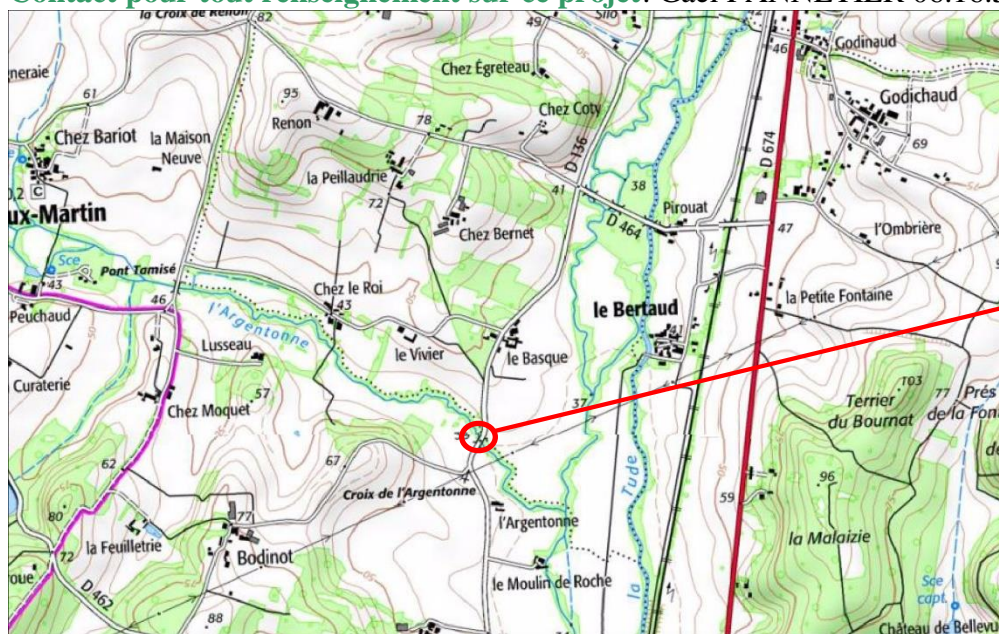 Contact pour tout renseignement sur ce projet:
la Croix de Renon
82
49
Silo
46
Godinaud
Chez Égreteau
Godichaud
61
95
Renon
78
Chez Coty
D 136
D 674
69
Chez Bariot
la Maison
Neuve
la Peillaudrie
72
41
38
Pirouat
C
ux-Martin
Chez Bernet
D 464
47
l'Ombrière
Sce
43
Pont Tamisé
46
Chez le Roi
43
la Petite Fontaine
Peuchaud
l'Argentonne
le Bertaud
Lusseau
le Vivier
le Basque
Curaterie
57
37
103
77
Prés
Chez Moquet
Terrier
du Bournat
de la Font
62
67
Croix de l'Argentonne
la Tude
59
96
80
77
l'Argentonne
la Feuilletrie
la Malaizie
72
Bodinot
le Moulin de Roche
Sce
capt.
D 462
88
Château de Bellevu